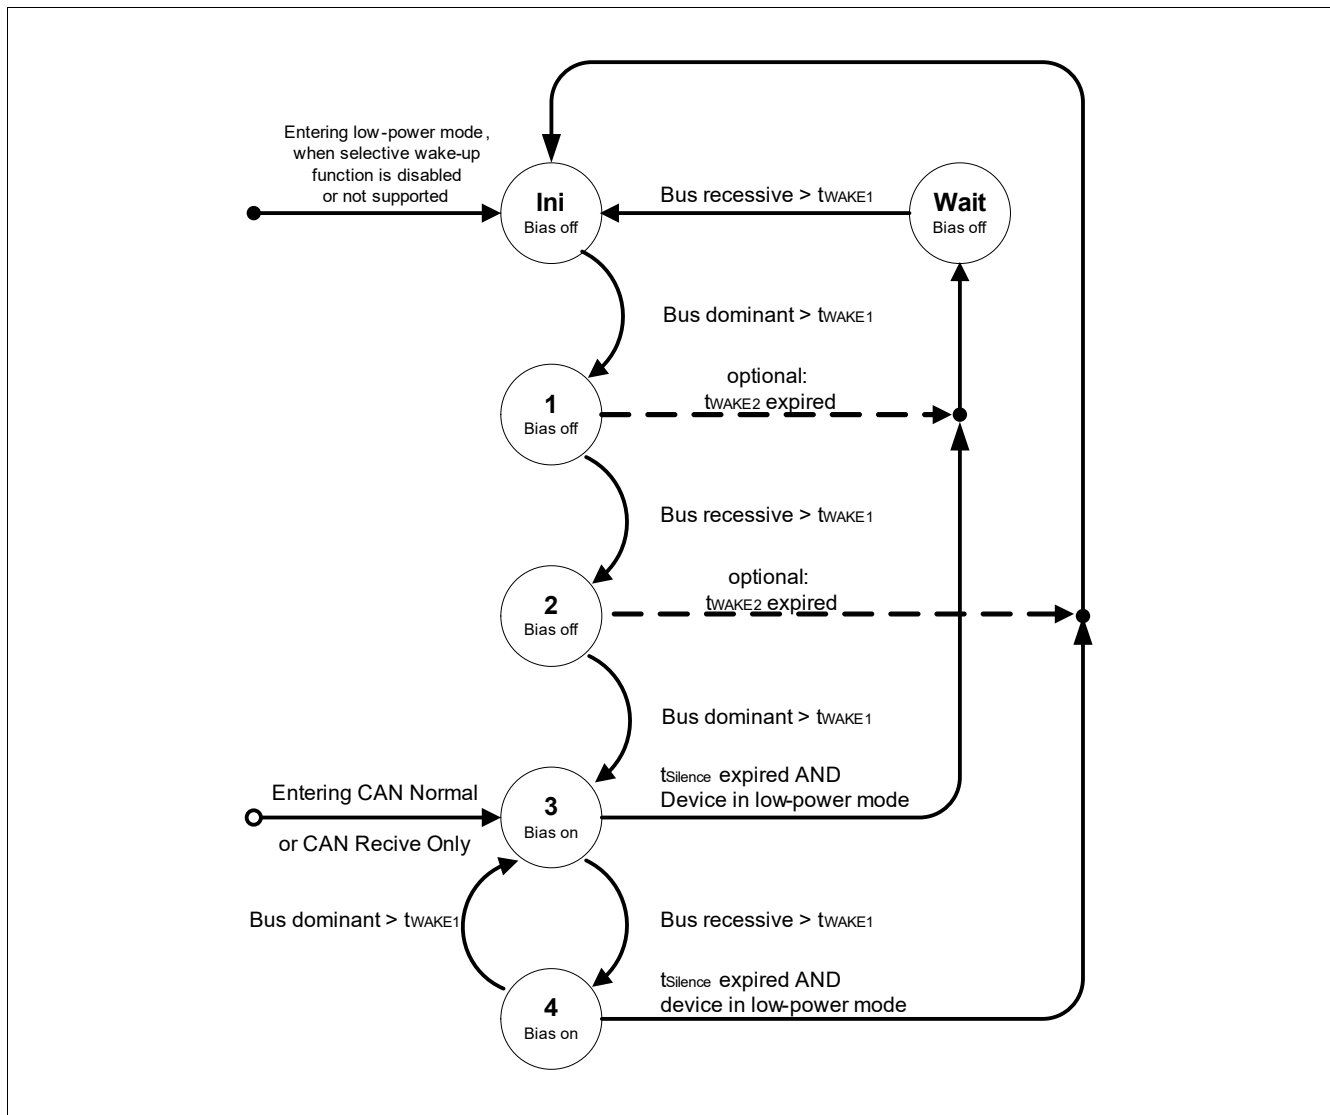 Entering low-power mode,
when selective wake-up
function is disabled
or not supported
Ini
Bias off
Bus recessive > tWAKE1
Wait
Bias off
Bus dominant > tWAKE1
1
Bias off
optional:
tWAKE2 expired
Bus recessive > tWAKE1
2
Bias off
optional:
tWAKE2 expired
Bus dominant > tWAKE1
Entering CAN Normal
or CAN Recive Only
3
Bias on
tSilence expired AND
Device in low-power mode
Bus dominant > tWAKE1
Bus recessive > tWAKE1
4
Bias on
tSilence expired AND
device in low-power mode